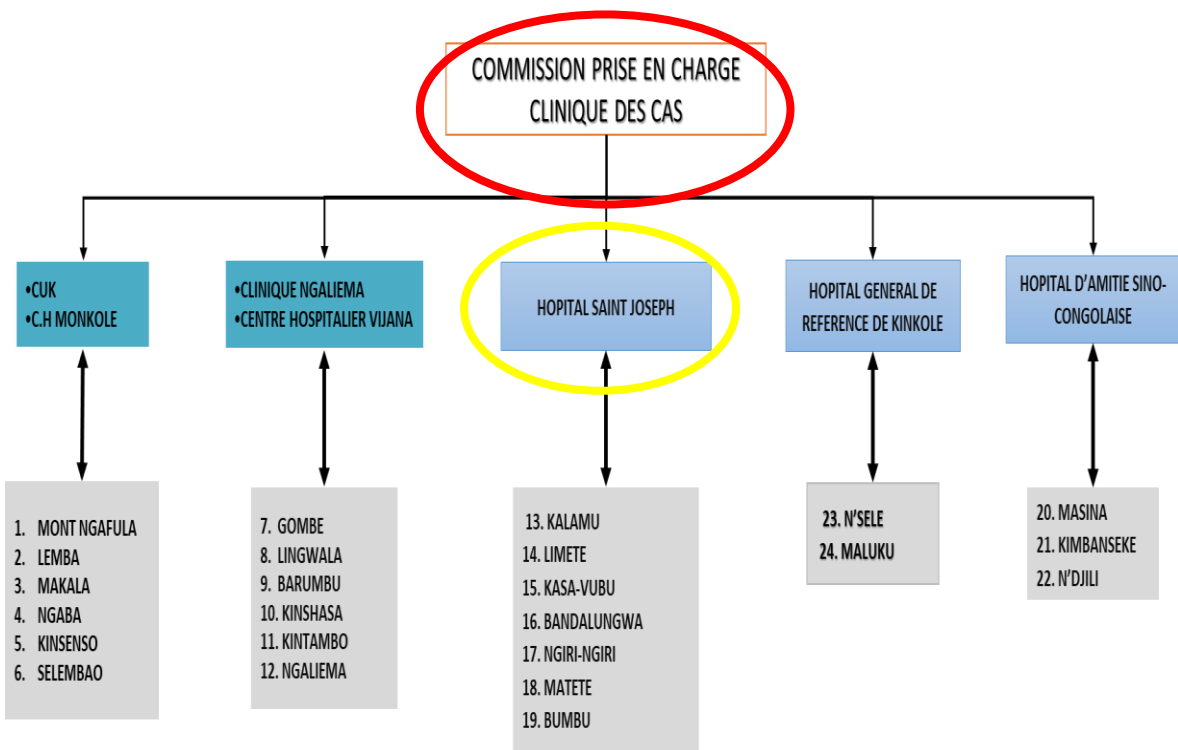 COMMISSION PRISE EN CHARGE
CLINIQUE DES CAS
•CUK
•C.H MONKOLE
•CLINIQUE NGALIEMA
•CENTRE HOSPITALIER VIJANA
HOPITAL SAINT JOSEPH
HOPITAL GENERAL DE
REFERENCE DE KINKOLE
HOPITAL D'AMITIE SINO-
CONGOLAISE
1. MONT NGAFULA
2. LEMBA
3. MAKALA
4. NGABA
5. KINSENSO
6. SELEMBAO
7. GOMBE
8. LINGWALA
9. BARUMBU
10. KINSHASA
11. KINTAMBO
12. NGALIEMA
13. KALAMU
14. LIMETE
15. KASA-VUBU
16. BANDALUNGWA
17. NGIRI-NGIRI
18. MATETE
19. BUMBU
23. N'SELE
24. MALUKU
20. MASINA
21. KIMBANSEKE
22. N'DJILI